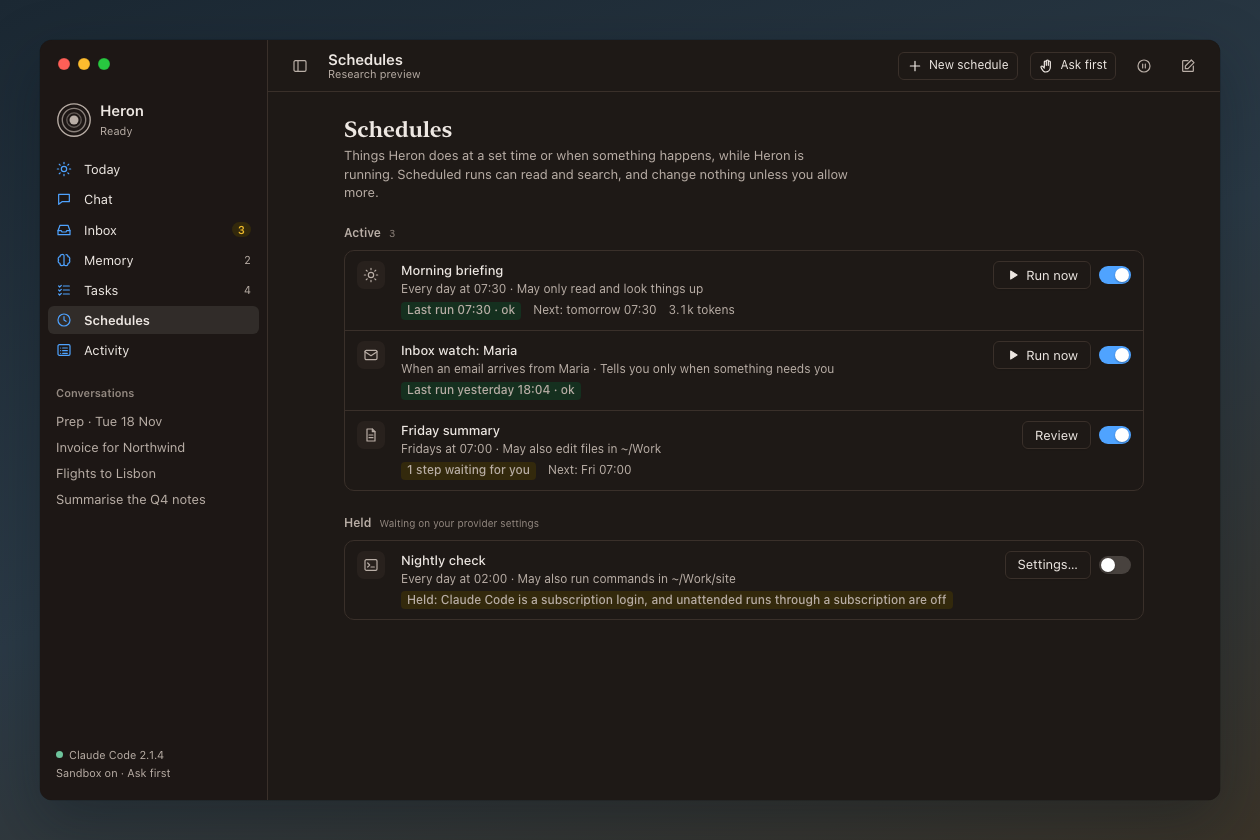 Heron
Ready
Today
Chat
Inbox 3
Memory 2
Tasks 4
Schedules
Activity
Conversations
Prep · Tue 18 Nov
Invoice for Northwind
Flights to Lisbon
Summarise the Q4 notes
Claude Code 2.1.4
Sandbox on · Ask first
Schedules
Research preview
New schedule
Ask first
Schedules
Things Heron does at a set time or when something happens, while Heron is
running. Scheduled runs can read and search, and change nothing unless you allow
more.
Active 3
Morning briefing
Every day at 07:30 · May only read and look things up
Last run 07:30 · ok Next: tomorrow 07:30 3.1k tokens
Run now
Inbox watch: Maria
When an email arrives from Maria · Tells you only when something needs you
Last run yesterday 18:04 · ok
Run now
Friday summary
Fridays at 07:00 · May also edit files in ~/Work
1 step waiting for you Next: Fri 07:00
Review
Held Waiting on your provider settings
Nightly check
Every day at 02:00 · May also run commands in ~/Work/site
Held: Claude Code is a subscription login, and unattended runs through a subscription are off
Settings...